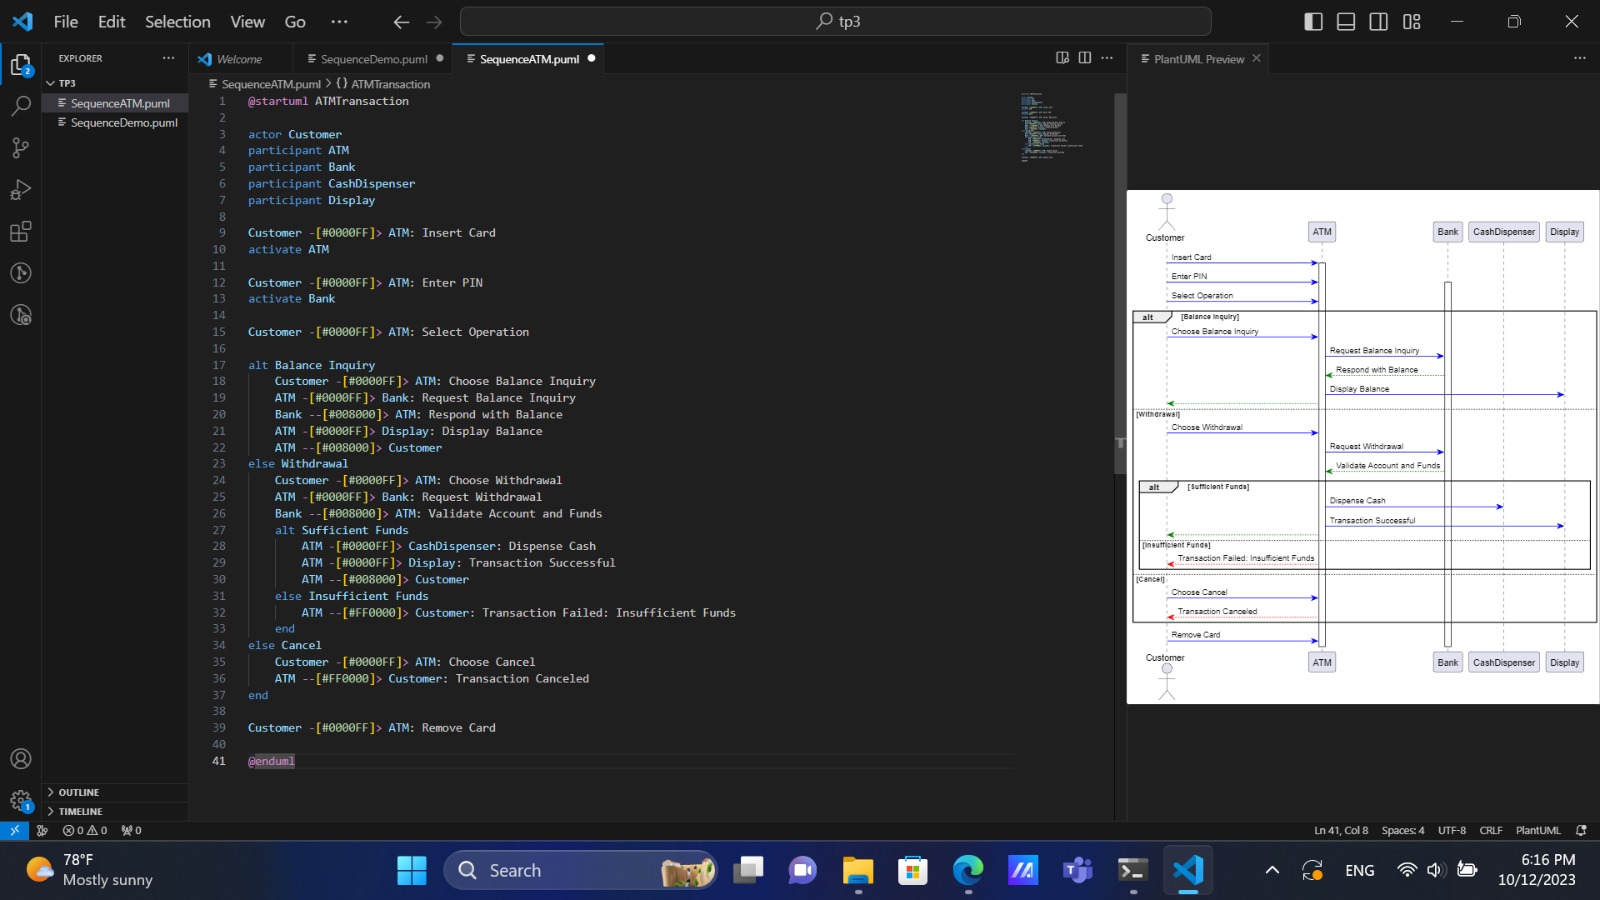 File Edit Selection View Go ··· tp3
EXPLORER ···
TP3
SequenceATM.puml
SequenceDemo.puml
OUTLINE
TIMELINE
2
1
Welcome SequenceDemo.puml SequenceATM.puml
SequenceATM.puml > {} ATMTransaction
1 @startuml ATMTransaction
2
3 actor Customer
4 participant ATM
5 participant Bank
6 participant CashDispenser
7 participant Display
8
9 Customer -[#0000FF]> ATM: Insert Card
10 activate ATM
11
12 Customer -[#0000FF]> ATM: Enter PIN
13 activate Bank
14
15 Customer -[#0000FF]> ATM: Select Operation
16
17 alt Balance Inquiry
18 Customer -[#0000FF]> ATM: Choose Balance Inquiry
19 ATM -[#0000FF]> Bank: Request Balance Inquiry
20 Bank --[#008000]> ATM: Respond with Balance
21 ATM -[#0000FF]> Display: Display Balance
22 ATM --[#008000]> Customer
23 else Withdrawal
24 Customer -[#0000FF]> ATM: Choose Withdrawal
25 ATM -[#0000FF]> Bank: Request Withdrawal
26 Bank --[#008000]> ATM: Validate Account and Funds
27 alt Sufficient Funds
28 ATM -[#0000FF]> CashDispenser: Dispense Cash
29 ATM -[#0000FF]> Display: Transaction Successful
30 ATM --[#008000]> Customer
31 else Insufficient Funds
32 ATM --[#FF0000]> Customer: Transaction Failed: Insufficient Funds
33 end
34 else Cancel
35 Customer -[#0000FF]> ATM: Choose Cancel
36 ATM --[#FF0000]> Customer: Transaction Canceled
37 end
38
39 Customer -[#0000FF]> ATM: Remove Card
40
41 @enduml
PlantUML Preview
Customer ATM Bank CashDispenser Display
Insert Card
Enter PIN
Select Operation
alt [Balance Inquiry]
Choose Balance Inquiry
Request Balance Inquiry
Respond with Balance
Display Balance
[Withdrawal]
Choose Withdrawal
Request Withdrawal
Validate Account and Funds
alt [Sufficient Funds]
Dispense Cash
Transaction Successful
[Insufficient Funds]
Transaction Failed: Insufficient Funds
[Cancel]
Choose Cancel
Transaction Canceled
Remove Card
Customer ATM Bank CashDispenser Display
0 0 0 Ln 41, Col 8 Spaces: 4 UTF-8 CRLF PlantUML
78°F
Mostly sunny
Search
ENG
6:16 PM
10/12/2023